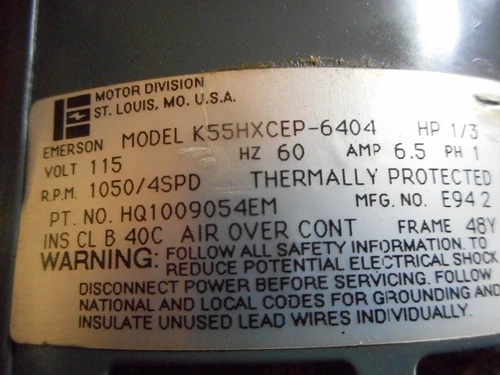 MOTOR DIVISION
ST. LOUIS, MO. U.S.A.
EMERSON MODEL K55HXCEP-6404 HP 1/3
VOLT 115 HZ 60 AMP 6.5 PH 1
R.P.M. 1050/4SPD THERMALLY PROTECTED
PT. NO. HQ1009054EM MFG. NO. E94 2
INS CL B 40C AIR OVER CONT FRAME 48Y
WARNING: FOLLOW ALL SAFETY INFORMATION. TO
REDUCE POTENTIAL ELECTRICAL SHOCK
DISCONNECT POWER BEFORE SERVICING. FOLLOW
NATIONAL AND LOCAL CODES FOR GROUNDING AND
INSULATE UNUSED LEAD WIRES INDIVIDUALLY.